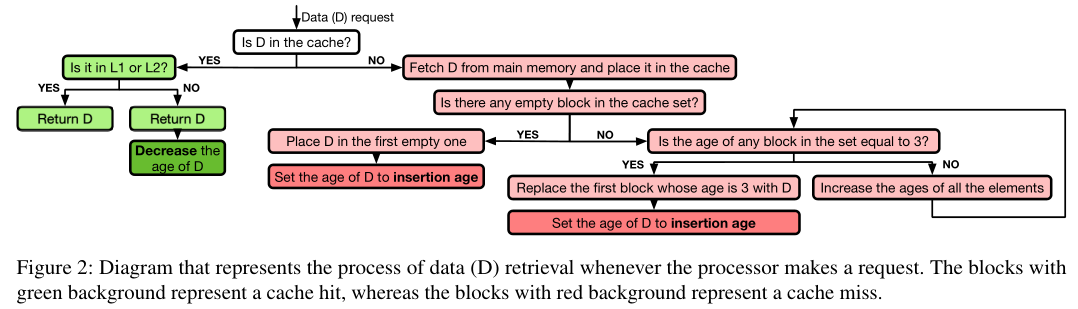 Data (D) request
Is D in the cache?
YES
NO
Is it in L1 or L2?
Fetch D from main memory and place it in the cache
YES
NO
Is there any empty block in the cache set?
Return D
Return D
YES
NO
Place D in the first empty one
Is the age of any block in the set equal to 3?
Decrease the
age of D
YES
NO
Set the age of D to insertion age
Replace the first block whose age is 3 with D
Increase the ages of all the elements
Set the age of D to insertion age
Figure 2: Diagram that represents the process of data (D) retrieval whenever the processor makes a request. The blocks with
green background represent a cache hit, whereas the blocks with red background represent a cache miss.